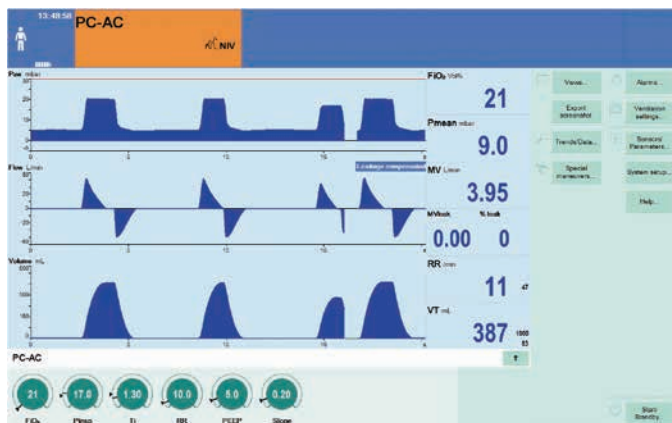 13:48:58
PC-AC
NIV
Paw mbar
FiO₂ Vol%
21
Pmean mbar
9.0
Flow L/min
Leakage compensation
MV L/min
3.95
MVleak % leak
0.00 0
Volume mL
RR /min
11 47
VT mL
387
Views...
Alarms...
Export screenshot
Ventilation settings...
Trends/Data...
Sensors/Parameters...
Special maneuvers...
System setup...
Help...
PC-AC
21 17.0 1.30 10.0 5.0 0.20
FiO₂ Pinsp Ti RR PEEP Slope
Start
Standby